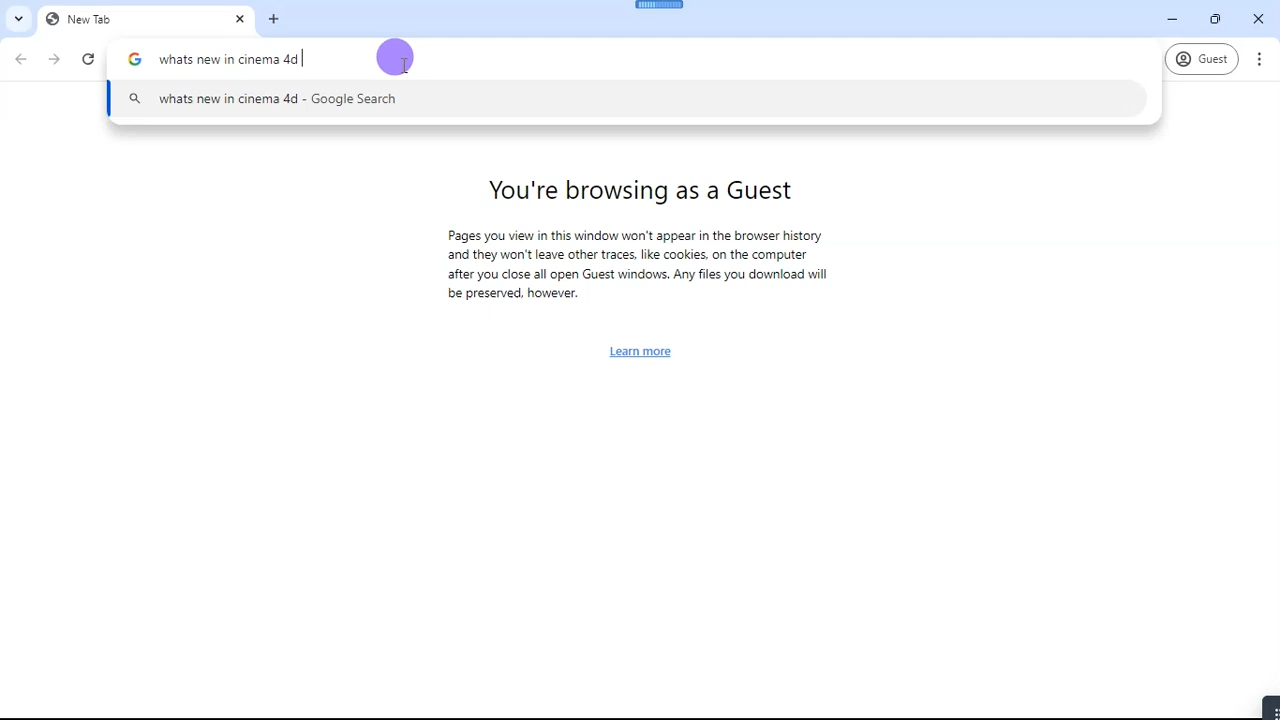 New Tab
whats new in cinema 4d
Guest
whats new in cinema 4d - Google Search
You're browsing as a Guest
Pages you view in this window won't appear in the browser history
and they won't leave other traces, like cookies, on the computer
after you close all open Guest windows. Any files you download will
be preserved, however.
Learn more